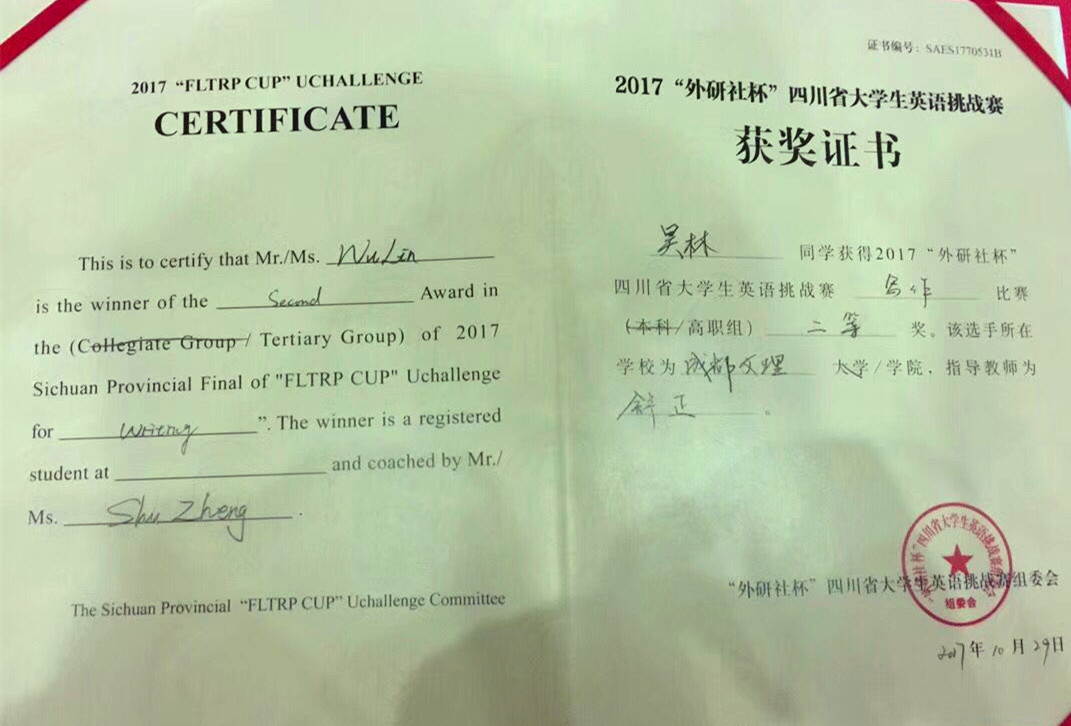 2017 “FLTRP CUP” UCHALLENGE
CERTIFICATE
This is to certify that Mr./Ms. Wu Lin
is the winner of the Second Award in
the (Collegiate Group / Tertiary Group) of 2017
Sichuan Provincial Final of "FLTRP CUP" Uchallenge
for Writing ”. The winner is a registered
student at and coached by Mr./
Ms. Shu Zheng .
The Sichuan Provincial “FLTRP CUP” Uchallenge Committee
证书编号：SAES1770531B
2017 “外研社杯” 四川省大学生英语挑战赛
获奖证书
吴林 同学获得2017 “外研社杯”
四川省大学生英语挑战赛 写作 比赛
（本科/高职组） 二等 奖。该选手所在
学校为 成都文理 大学/学院，指导教师为
舒正 。
“外研社杯” 四川省大学生英语挑战赛组委会
组委会
2017年10月29日